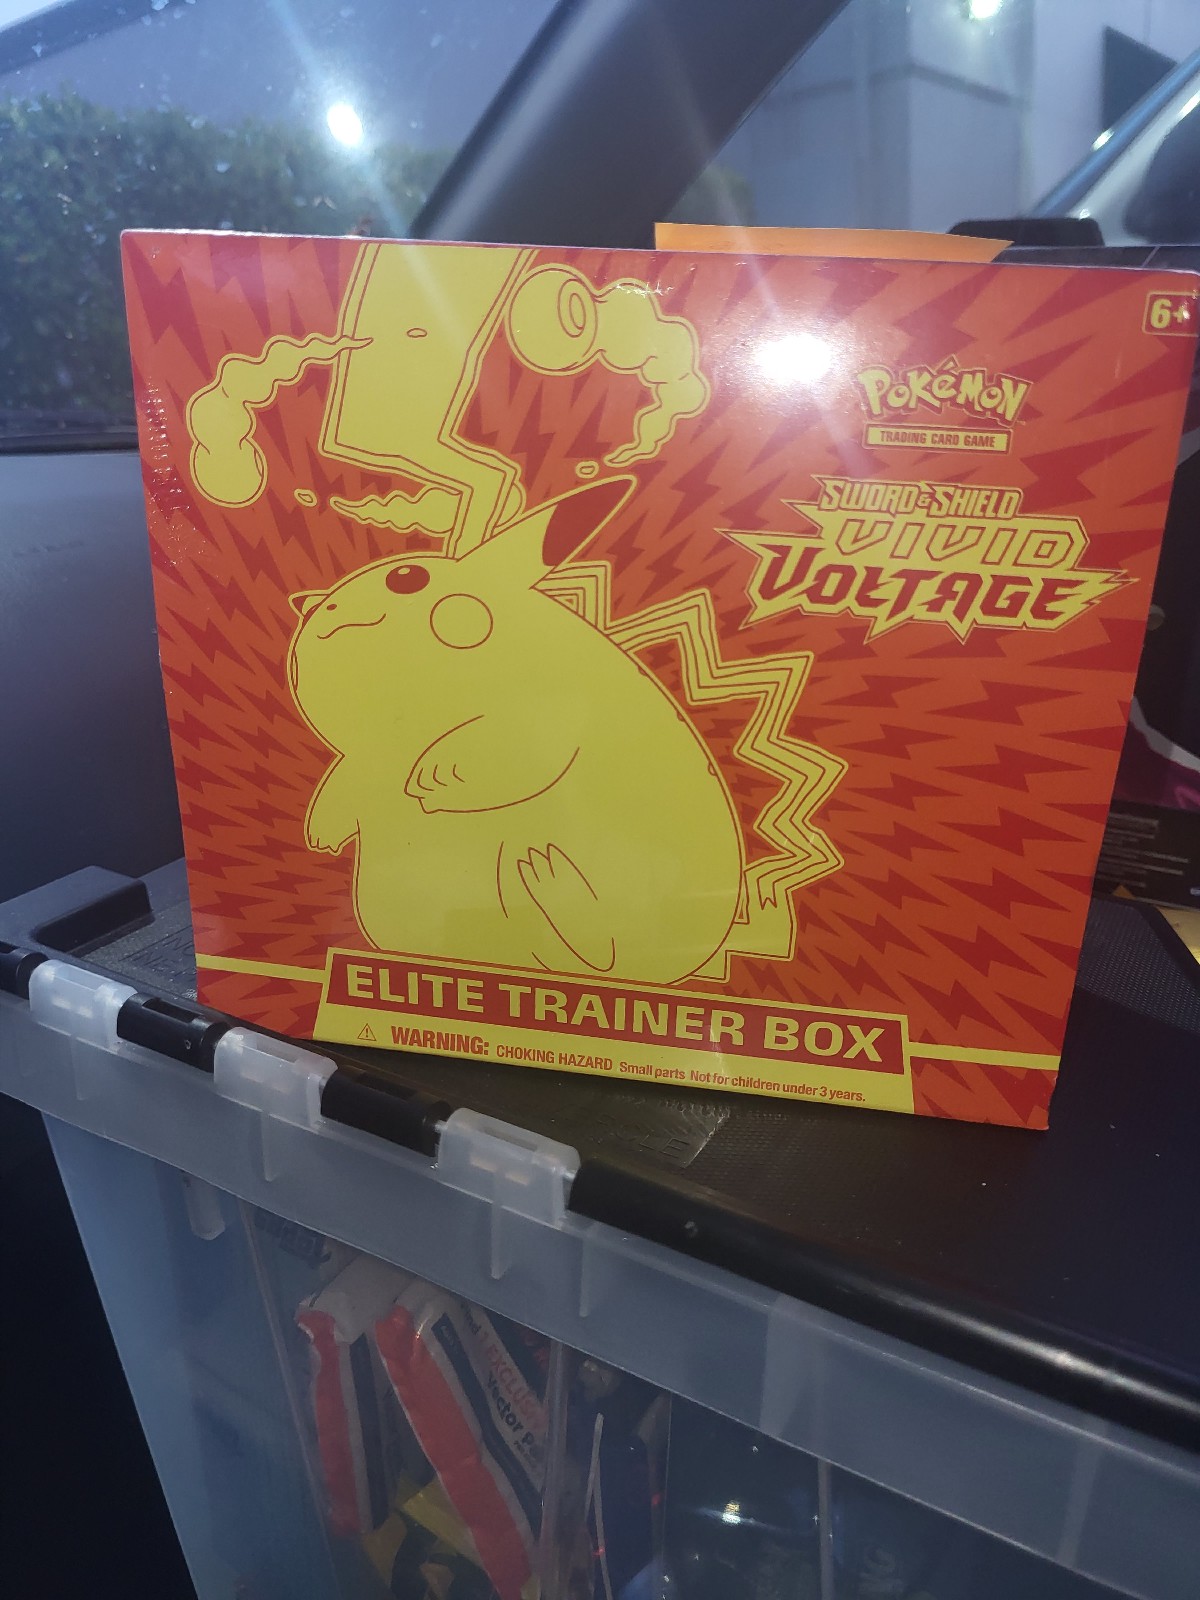 6+
POKéMON
TRADING CARD GAME
SWORD & SHIELD
VIVID
VOLTAGE
ELITE TRAINER BOX
WARNING: CHOKING HAZARD Small parts Not for children under 3 years.
Vector